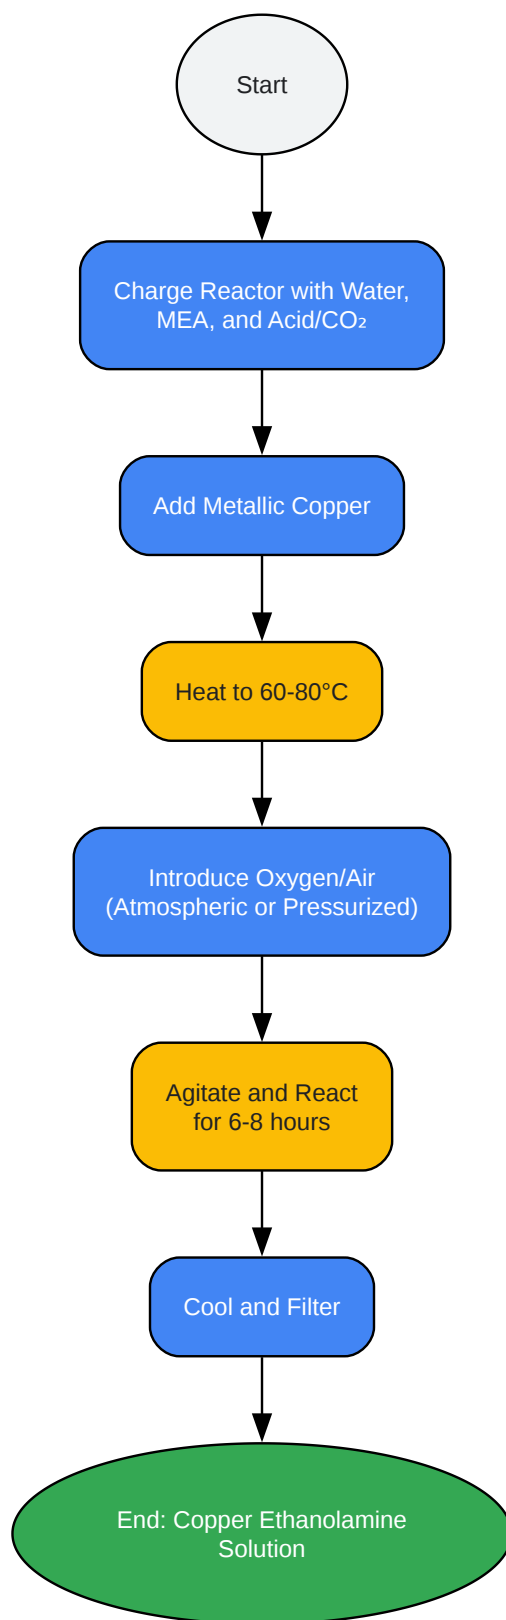 Start
Charge Reactor with Water,
MEA, and Acid/CO₂
Add Metallic Copper
Heat to 60-80°C
Introduce Oxygen/Air
(Atmospheric or Pressurized)
Agitate and React
for 6-8 hours
Cool and Filter
End: Copper Ethanolamine
Solution